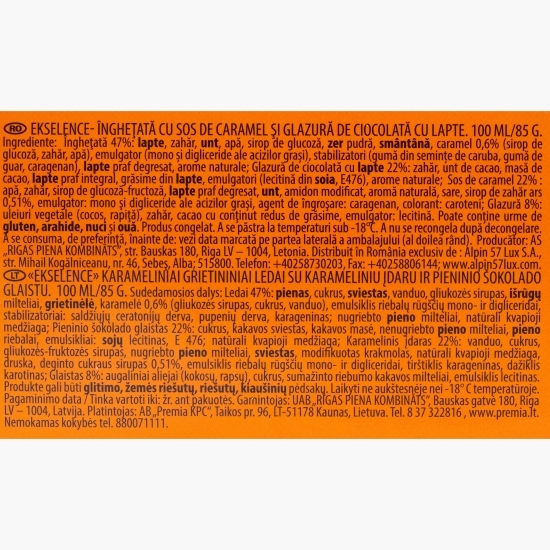 RO EKSELENCE- ÎNGHEȚATĂ CU SOS DE CARAMEL ȘI GLAZURĂ DE CIOCOLATĂ CU LAPTE. 100 ML/85 G.
Ingrediente: Înghețată 47%: lapte, zahăr, unt, apă, sirop de glucoză, zer pudră, smântână, caramel 0,6% (sirop de
glucoză, zahăr, apă), emulgator (mono și digliceride ale acizilor grași), stabilizatori (gumă din semințe de caruba, gumă de
guar, caragenan), lapte praf degresat, arome naturale; Glazură de ciocolată cu lapte 22%: zahăr, unt de cacao, masă de
cacao, lapte praf integral, grăsime din lapte, emulgatori (lecitină din soia, E476), arome naturale; Sos de caramel 22% :
apă, zahăr, sirop de glucoză-fructoză, lapte praf degresat, unt, amidon modificat, arome naturale, sare, sirop de zahăr ars
0,51%, emulgator: mono și digliceride ale acizilor grași, agent de îngroșare: caragenan, colorant: caroteni; Glazură 8%:
uleiuri vegetale (cocos, rapiță), zahăr, cacao cu conținut redus de grăsime, emulgator: lecitină. Poate conține urme de
gluten, arahide, nuci și ouă. Produs congelat. A se păstra la temperatura sub -18°C. A nu se recongela după decongelare.
A se consuma, de preferință, înainte de: vezi data marcată pe partea laterală a ambalajului (al doilea rând). Producător: AS
„RIGAS PIENA KOMBINĀTS”, str. Bauskas 180, Riga LV – 1004, Letonia. Distribuit în România exclusiv de : Alpin 57 Lux S.A.,
str. Mihail Kogălniceanu, nr. 46, Sebeș, Alba; 515800. Telefon: +40258730203, Fax: +40258806144; www.alpin57lux.com.
LT «EKSELENCE» KARAMELINIAI GRIETININIAI LEDAI SU KARAMELINIU ĮDARU IR PIENINIO ŠOKOLADO
GLAISTU. 100 ML/85 G. Sudedamosios dalys: Ledai 47%: pienas, cukrus, sviestas, vanduo, gliukozės sirupas, išrūgų
milteliai, grietinėlė, karamelė 0,6% (gliukozės sirupas, cukrus, vanduo), emulsiklis riebalų rūgščių mono- ir digliceridai,
stabilizatoriai: saldžiųjų ceratonijų derva, pupenių derva, karageninas; nugriebto pieno milteliai, natūrali kvapioji
medžiaga; Pieninio šokolado glaistas 22%: cukrus, kakavos sviestas, kakavos masė, nenugriebto pieno milteliai, pieno
riebalai, emulsikliai: sojų lecitinas, E 476; natūrali kvapioji medžiaga; Karamelinis įdaras 22%: vanduo, cukrus,
gliukozės-fruktozės sirupas, nugriebto pieno milteliai, sviestas, modifikuotas krakmolas, natūrali kvapioji medžiaga,
druska, deginto cukraus sirupas 0,51%, emulsiklis riebalų rūgščių mono- ir digliceridai, tirštiklis karageninas, dažiklis
karotenas; Glaistas 8%: augaliniai aliejai (kokosų, rapsų), cukrus, sumažinto riebumo kakavos milteliai, emulsiklis lecitinas.
Produkte gali būti glitimo, žemės riešutų, riešutų, kiaušinių pėdsakų. Laikyti ne aukštesnėje nei -18° C temperatūroje.
Pagaminimo data / Tinka vartoti iki: žr. ant pakuotės. Garnintojas: UAB „RIGAS PIENA KOMBINĀTS”, Bauskas gatvė 180, Riga
LV – 1004, Latvija. Platintojas: AB „Premia KPC”, Taikos pr. 96, LT-51178 Kaunas, Lietuva. Tel. 8 37 322816 , www.premia.lt.
Nemokamas kokybės tel. 880071111.